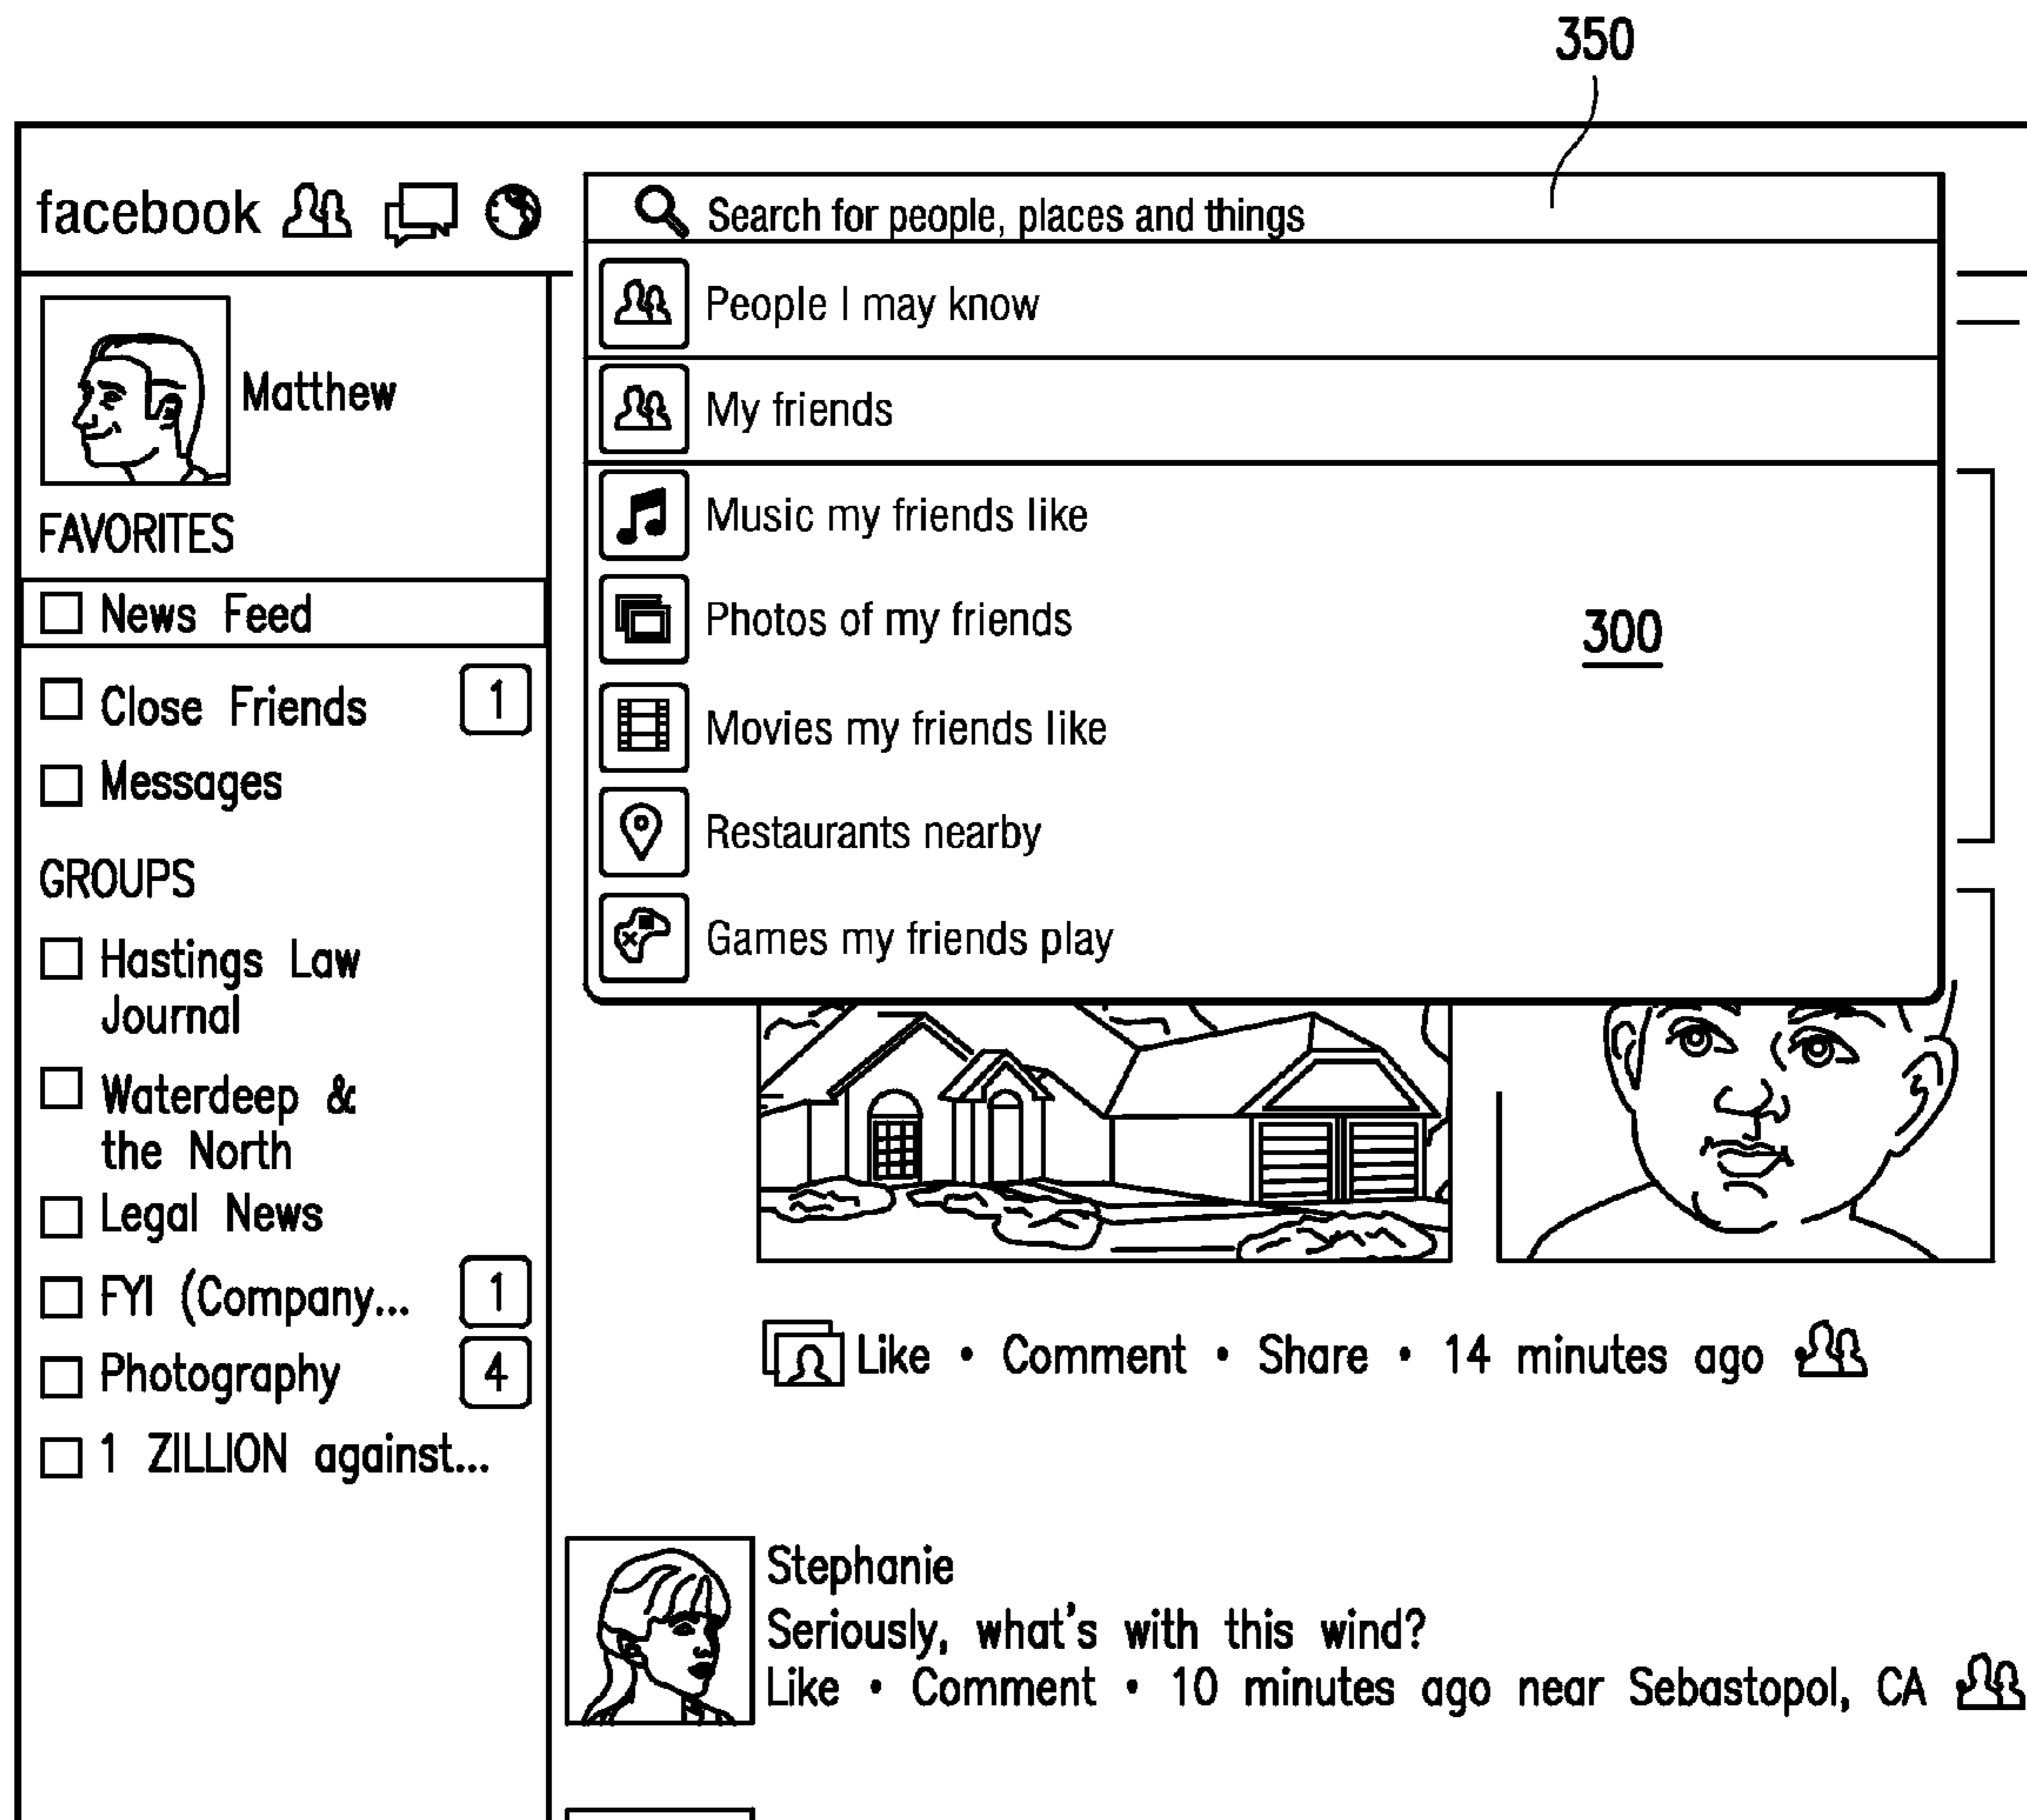 350
facebook
Search for people, places and things
People I may know
My friends
Music my friends like
Photos of my friends
Movies my friends like
Restaurants nearby
Games my friends play
300
Matthew
FAVORITES
News Feed
Close Friends 1
Messages
GROUPS
Hastings Law
Journal
Waterdeep &
the North
Legal News
FYI (Company... 1
Photography 4
1 ZILLION against...
Like • Comment • Share • 14 minutes ago
Stephanie
Seriously, what's with this wind?
Like • Comment • 10 minutes ago near Sebastopol, CA